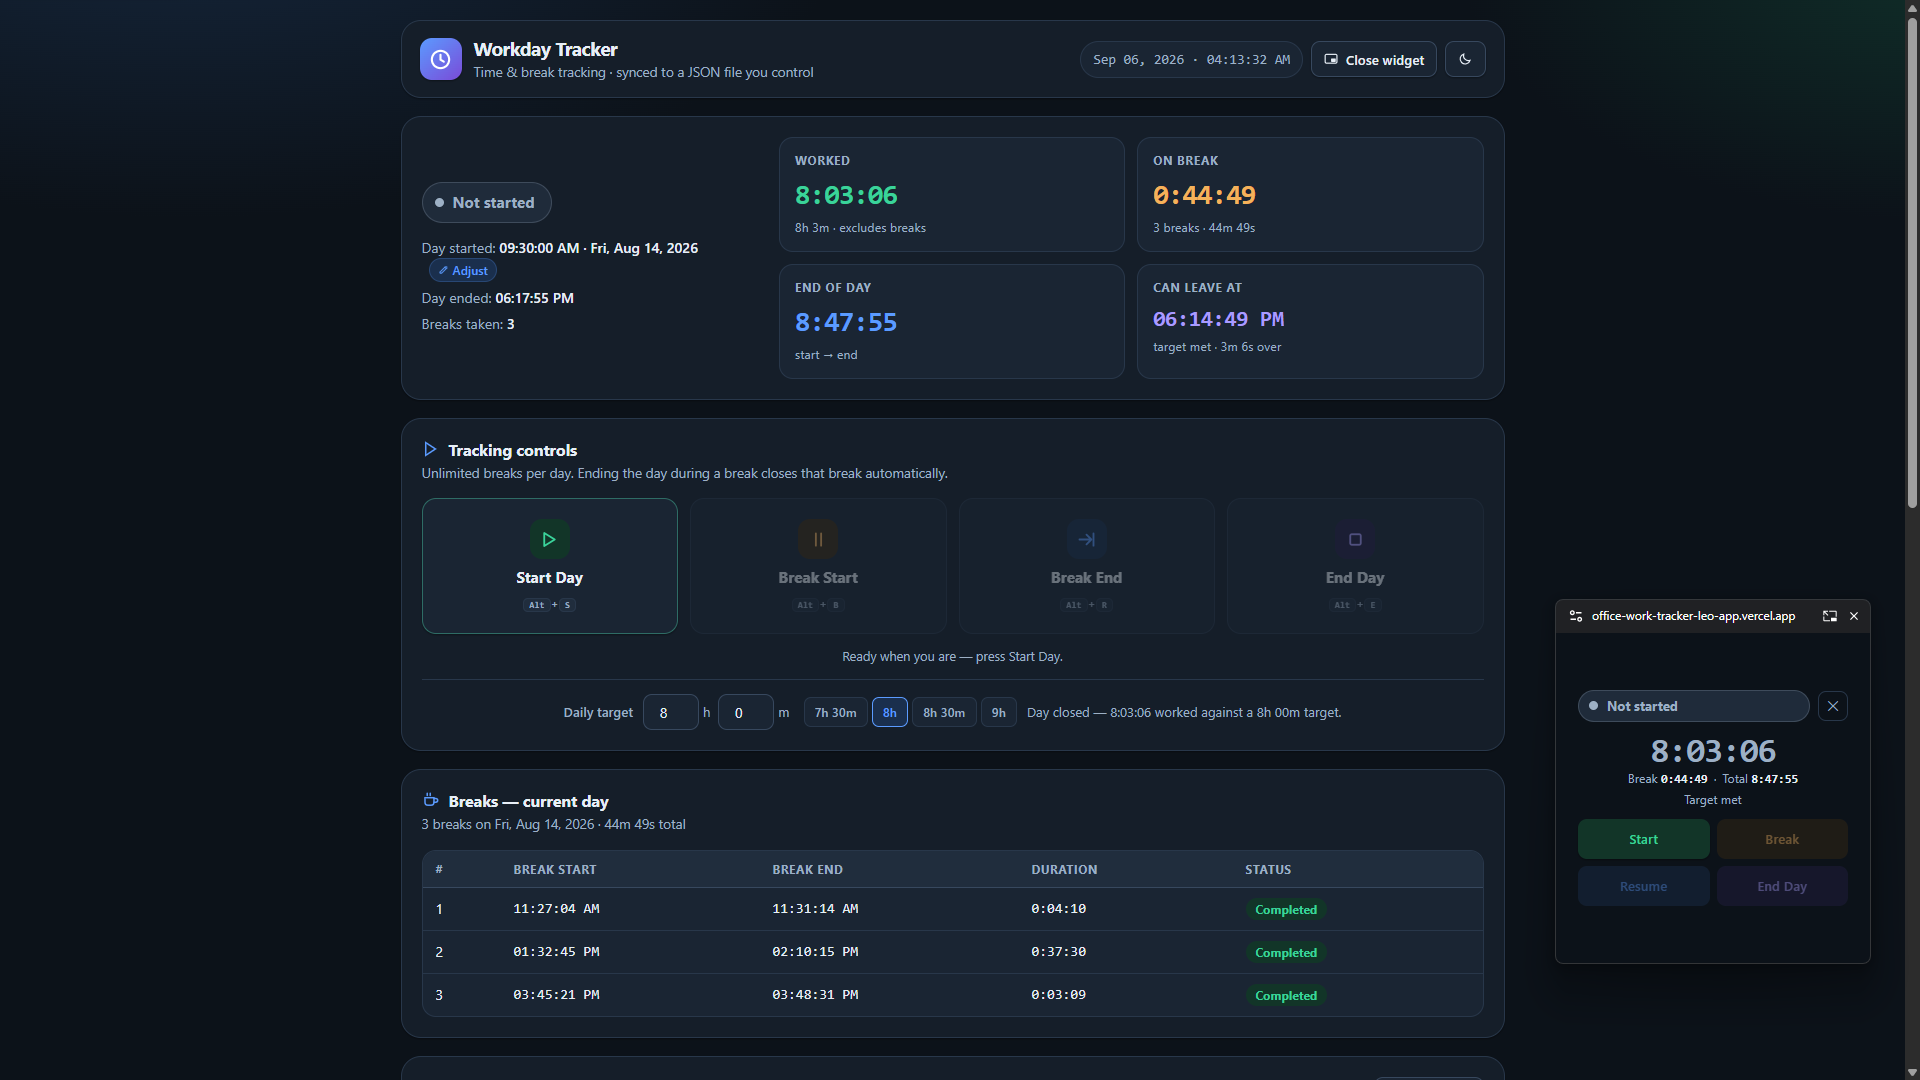 Workday Tracker
Time & break tracking · synced to a JSON file you control
Sep 06, 2026 · 04:13:32 AM
Close widget
Not started
Day started: 09:30:00 AM · Fri, Aug 14, 2026
Adjust
Day ended: 06:17:55 PM
Breaks taken: 3
WORKED
8:03:06
8h 3m · excludes breaks
ON BREAK
0:44:49
3 breaks · 44m 49s
END OF DAY
8:47:55
start → end
CAN LEAVE AT
06:14:49 PM
target met · 3m 6s over
Tracking controls
Unlimited breaks per day. Ending the day during a break closes that break automatically.
Start Day
Alt + S
Break Start
Alt + B
Break End
Alt + R
End Day
Alt + E
Ready when you are — press Start Day.
Daily target 8 h 0 m 7h 30m 8h 8h 30m 9h Day closed — 8:03:06 worked against a 8h 00m target.
Breaks — current day
3 breaks on Fri, Aug 14, 2026 · 44m 49s total
# BREAK START BREAK END DURATION STATUS
1 11:27:04 AM 11:31:14 AM 0:04:10 Completed
2 01:32:45 PM 02:10:15 PM 0:37:30 Completed
3 03:45:21 PM 03:48:31 PM 0:03:09 Completed
office-work-tracker-leo-app.vercel.app
Not started
8:03:06
Break 0:44:49 · Total 8:47:55
Target met
Start Break
Resume End Day